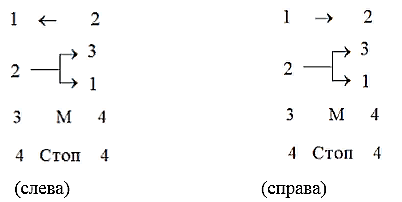 1 ← 2 1 → 2
3 3
2 2
1 1
3 М 4 3 М 4
4 Стоп 4 4 Стоп 4
(слева) (справа)